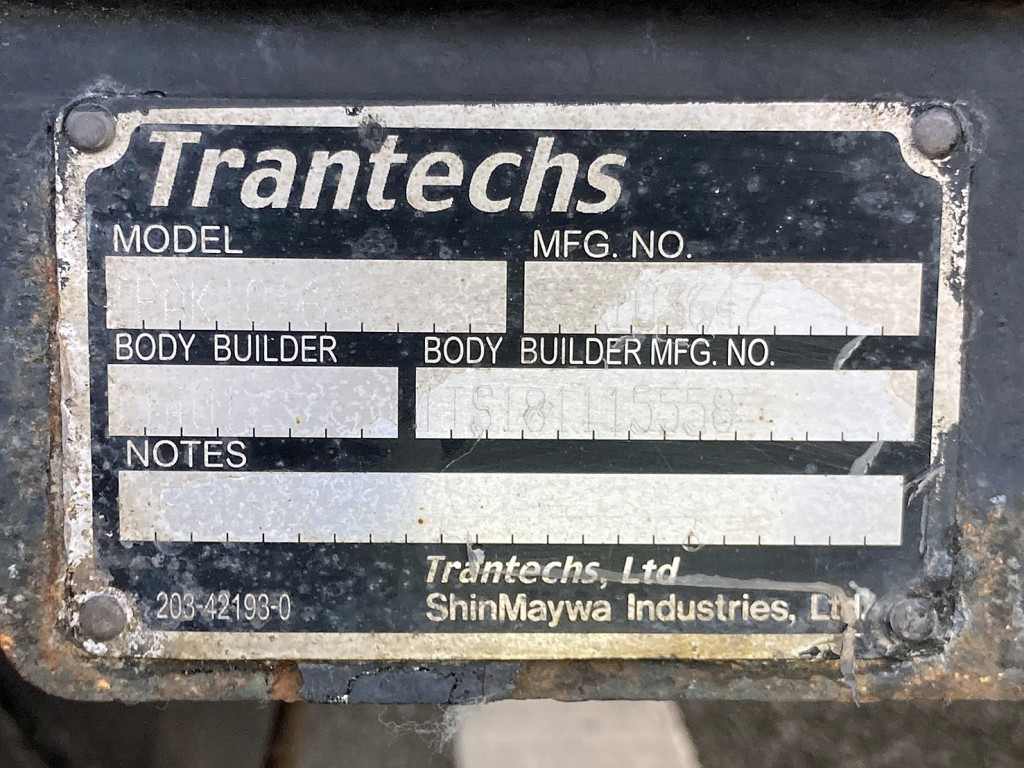 Trantechs
MODEL MFG. NO.
BODY BUILDER BODY BUILDER MFG. NO.
NOTES
Trantechs, Ltd
203-42193-0 ShinMaywa Industries, Ltd.